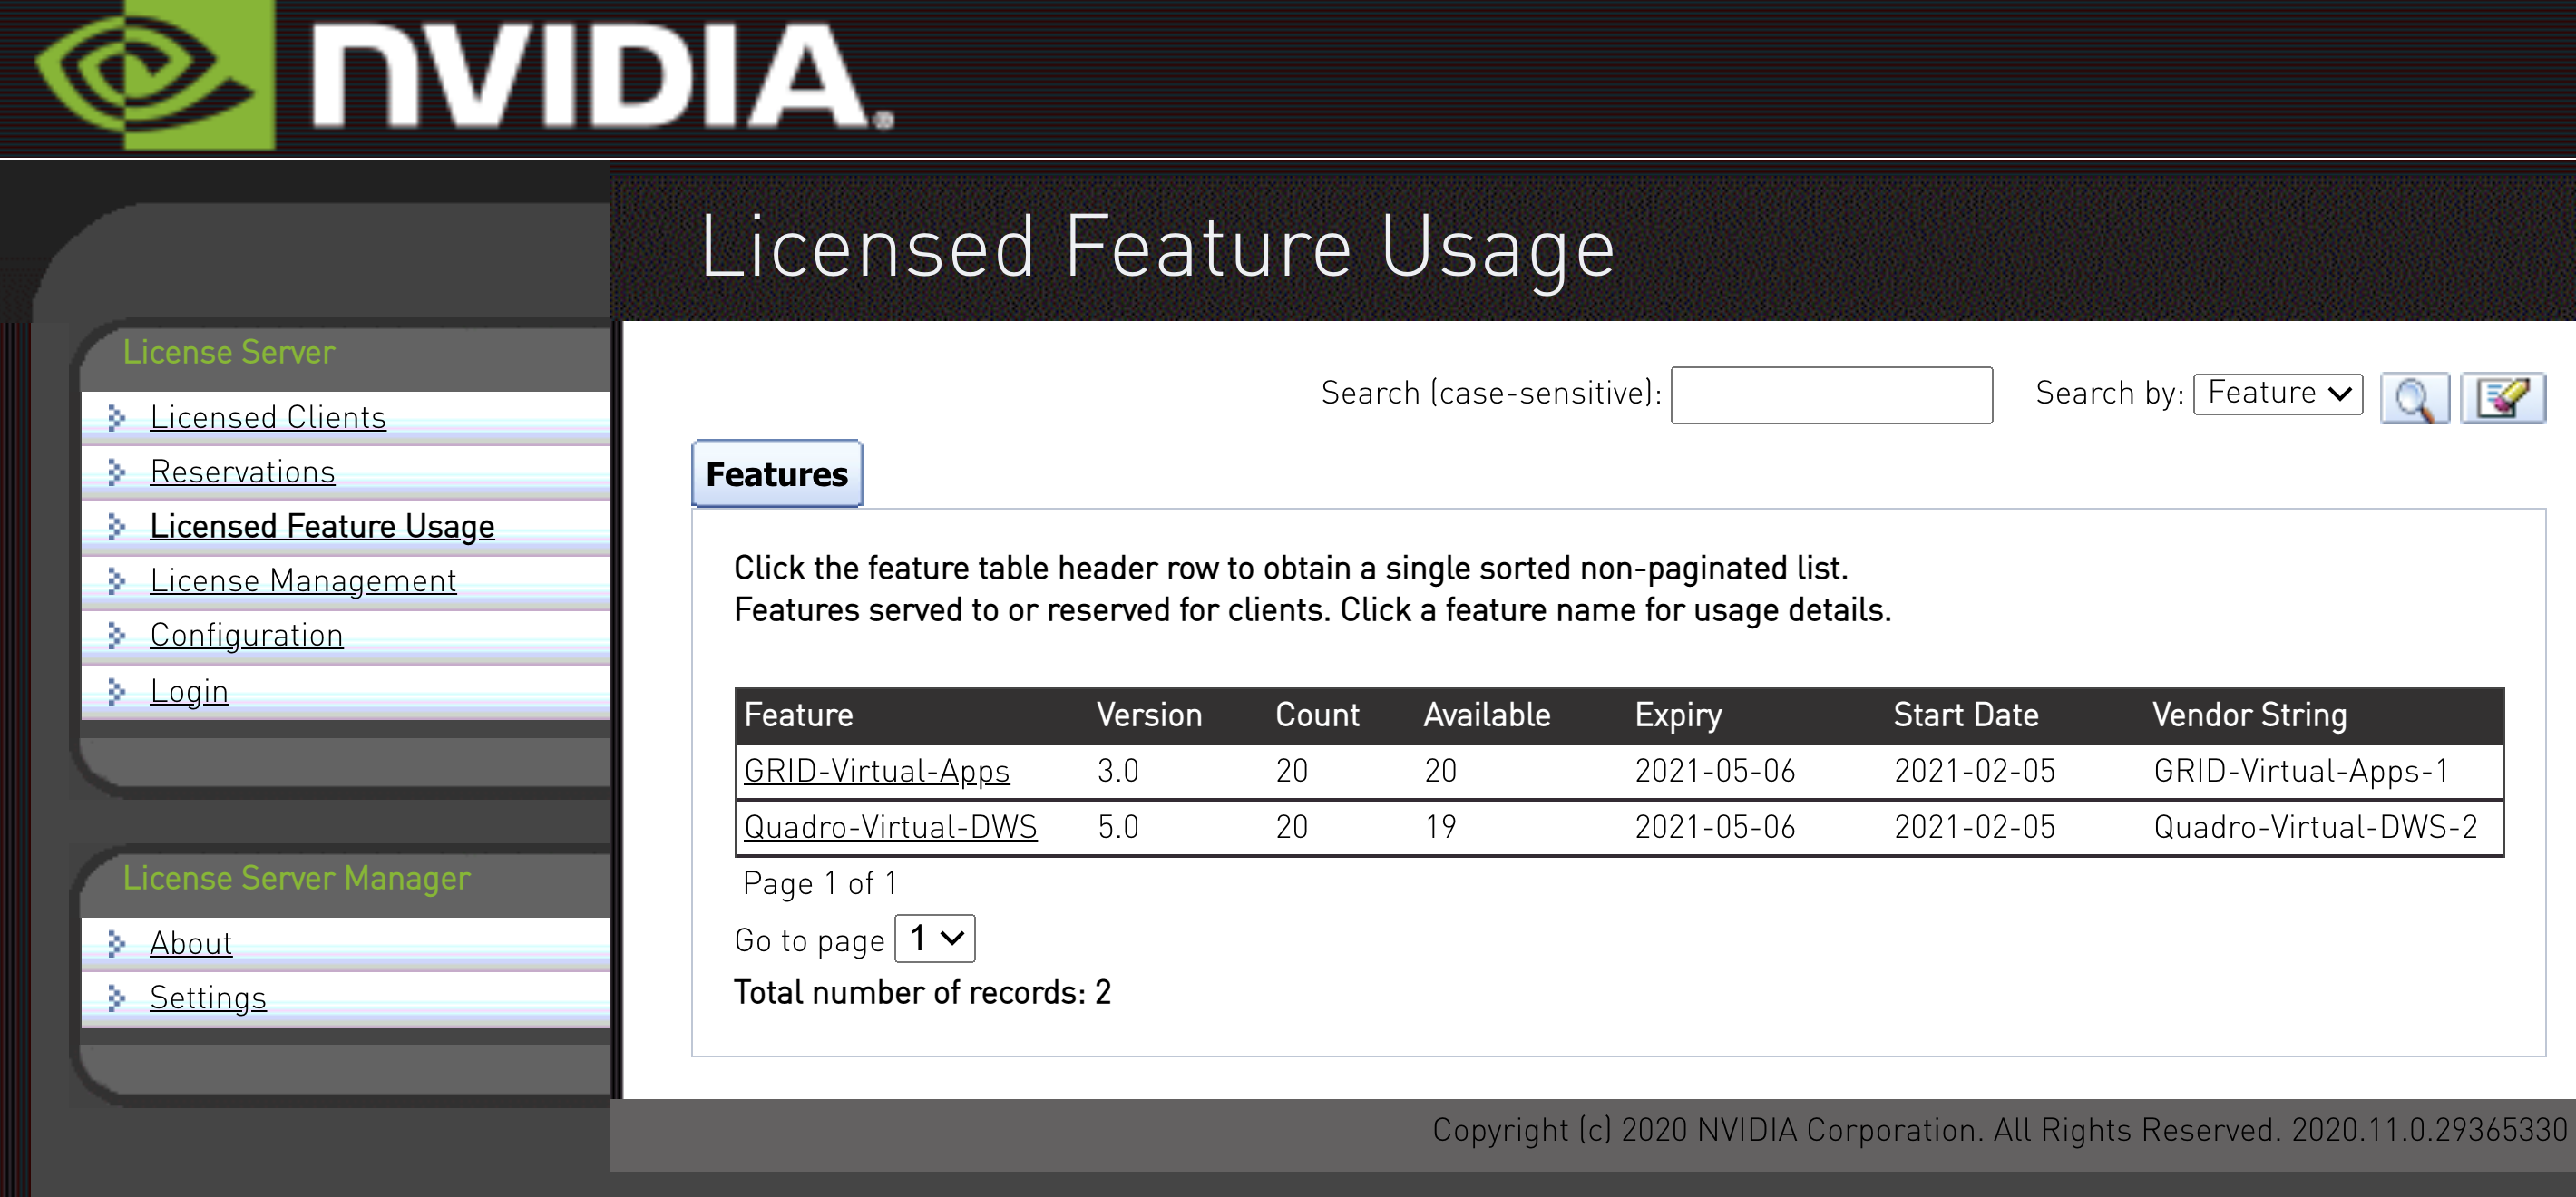 NVIDIA®
Licensed Feature Usage
License Server
Licensed Clients
Reservations
Licensed Feature Usage
License Management
Configuration
Login
License Server Manager
About
Settings
Search (case-sensitive): Search by: Feature
Features
Click the feature table header row to obtain a single sorted non-paginated list.
Features served to or reserved for clients. Click a feature name for usage details.
Feature Version Count Available Expiry Start Date Vendor String
GRID-Virtual-Apps 3.0 20 20 2021-05-06 2021-02-05 GRID-Virtual-Apps-1
Quadro-Virtual-DWS 5.0 20 19 2021-05-06 2021-02-05 Quadro-Virtual-DWS-2
Page 1 of 1
Go to page 1
Total number of records: 2
Copyright (c) 2020 NVIDIA Corporation. All Rights Reserved. 2020.11.0.29365330